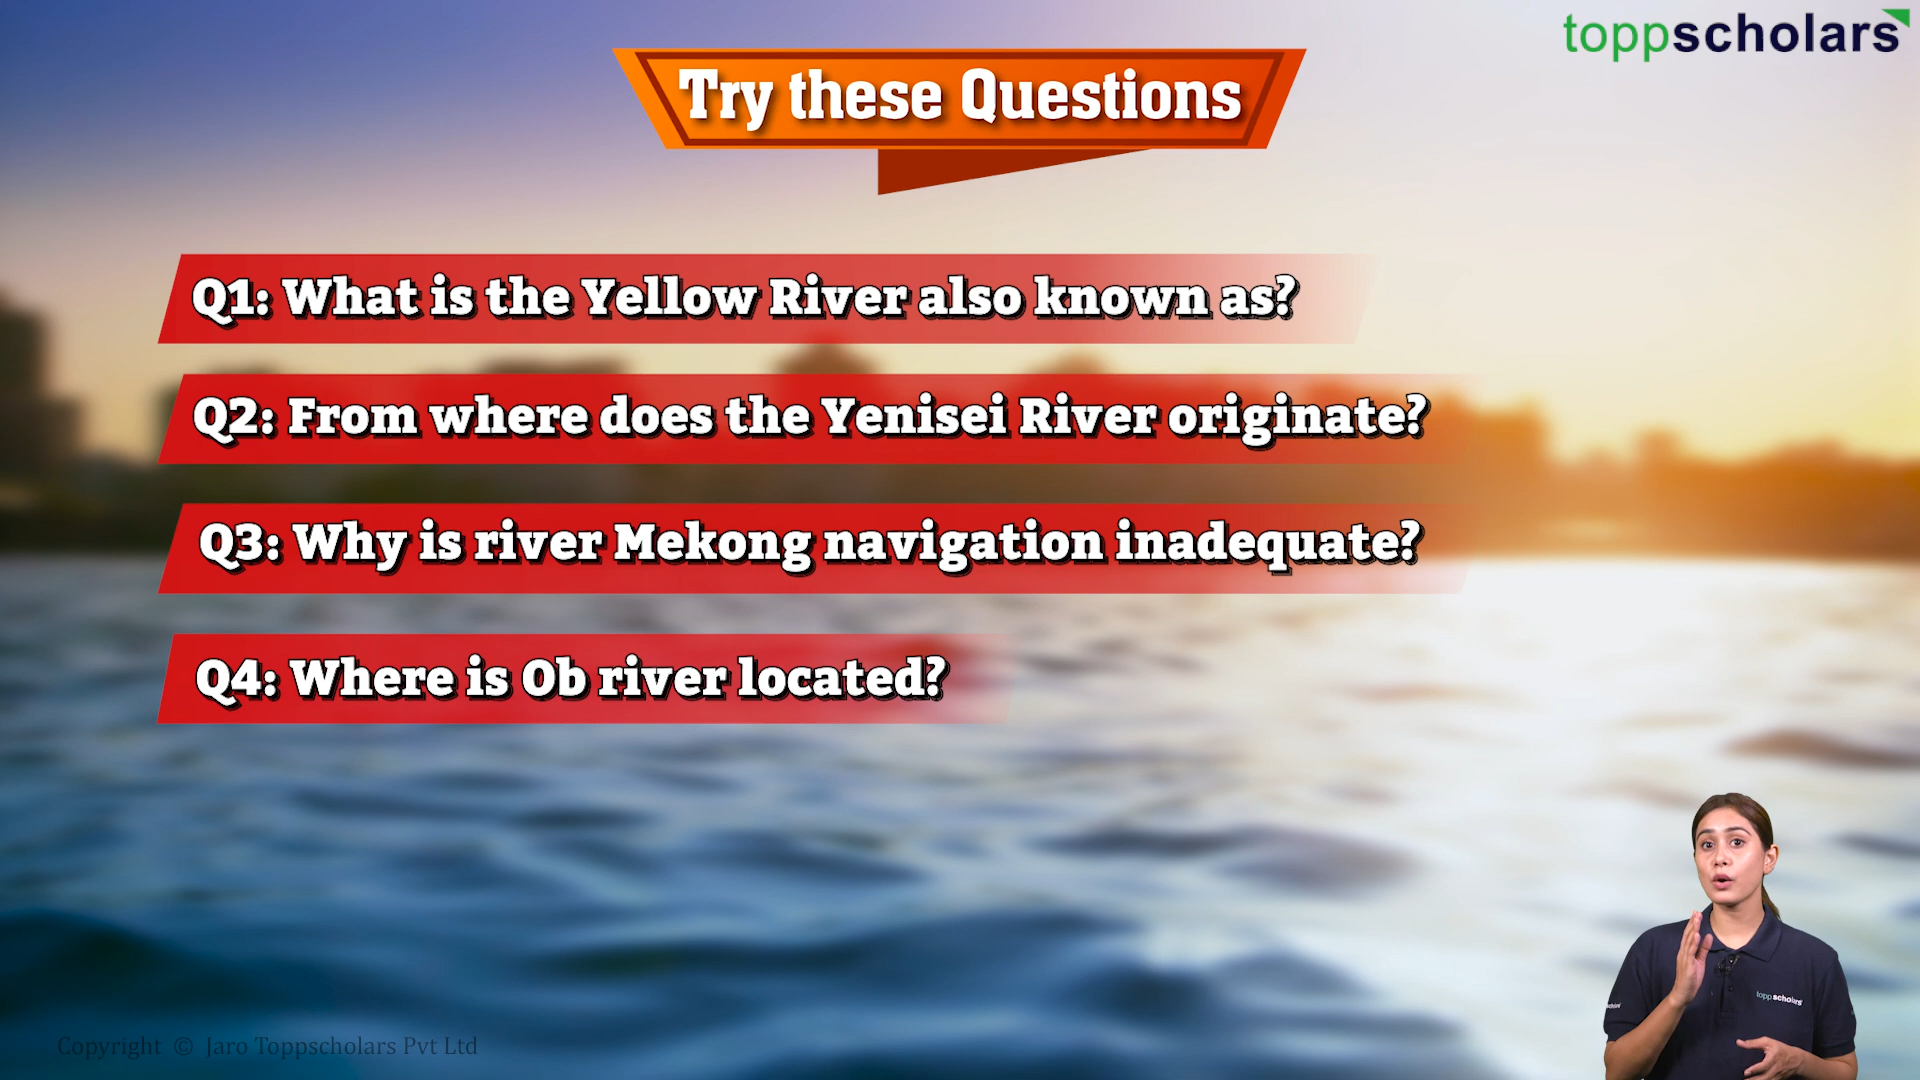 toppscholars
Try these Questions
Q1: What is the Yellow River also known as?
Q2: From where does the Yenisei River originate?
Q3: Why is river Mekong navigation inadequate?
Q4: Where is Ob river located?
toppscholars
Copyright © Jaro Toppscholars Pvt Ltd